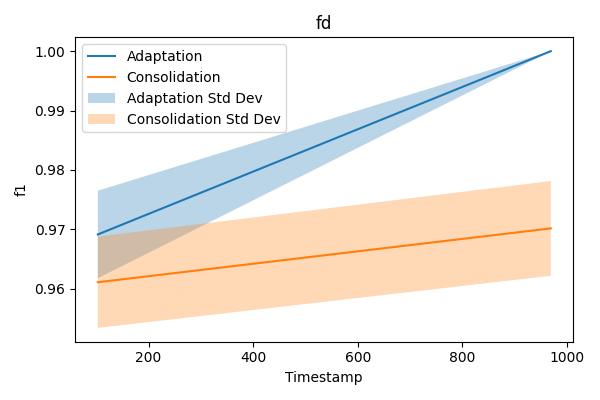 fd
1.00
0.99
0.98
0.97
0.96
f1
Adaptation
Consolidation
Adaptation Std Dev
Consolidation Std Dev
200
400
600
800
1000
Timestamp